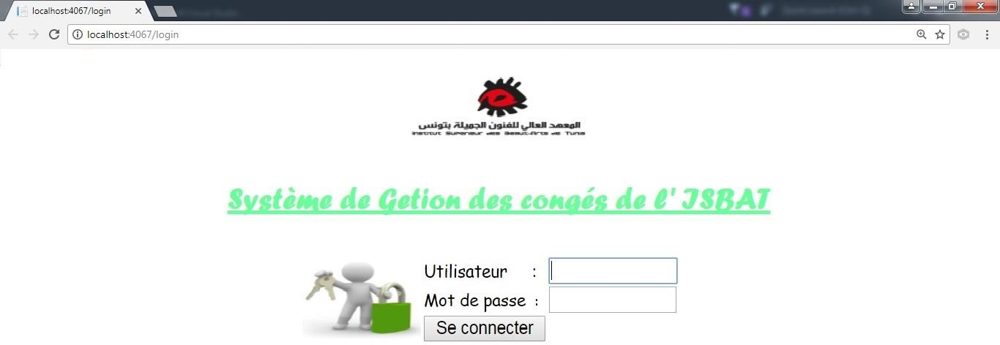 localhost:4067/login
localhost:4067/login
المعهد العالي للفنون الجميلة بتونس
Institut Superieur des Beaux-Arts de Tunis
Système de Getion des congés de l' ISBAT
Utilisateur :
Mot de passe :
Se connecter